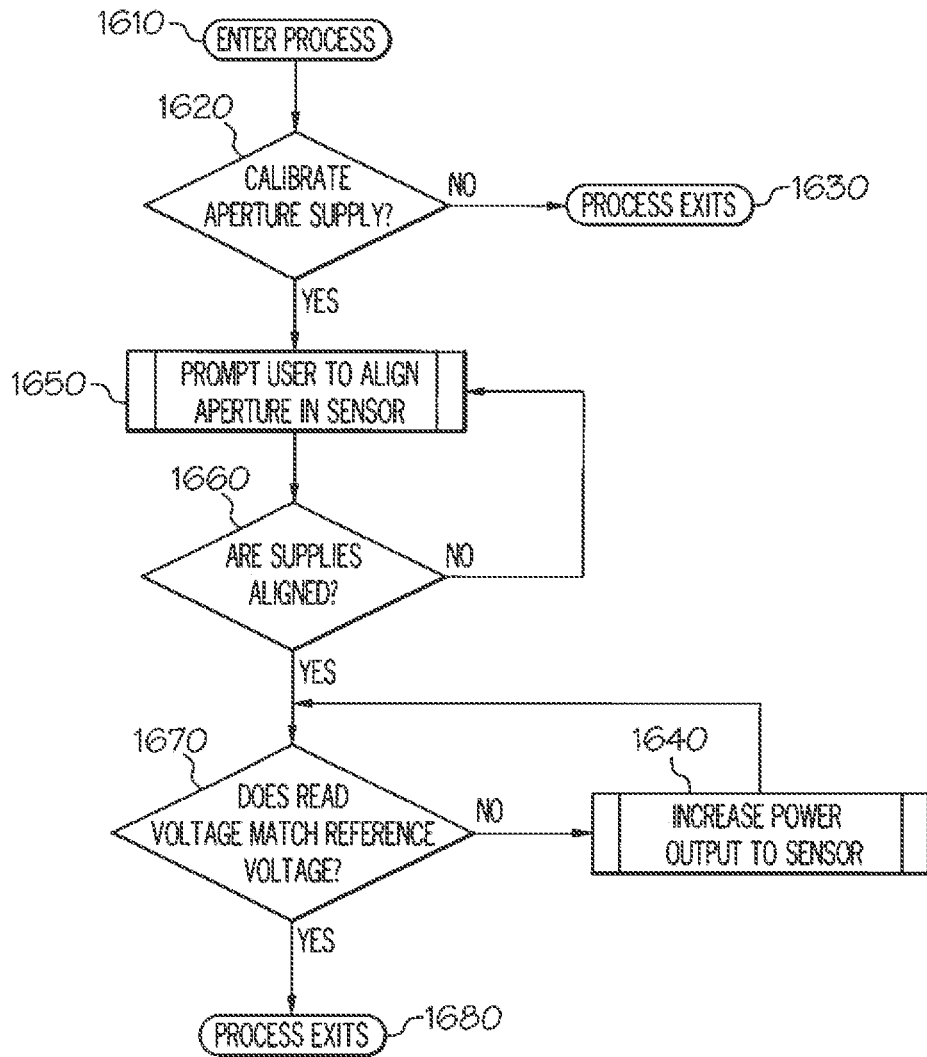 1610
ENTER PROCESS
1620
CALIBRATE
APERTURE SUPPLY?
NO
PROCESS EXITS
1630
YES
1650
PROMPT USER TO ALIGN
APERTURE IN SENSOR
1660
ARE SUPPLIES
ALIGNED?
NO
YES
1670
DOES READ
VOLTAGE MATCH REFERENCE
VOLTAGE?
NO
1640
INCREASE POWER
OUTPUT TO SENSOR
YES
PROCESS EXITS
1680